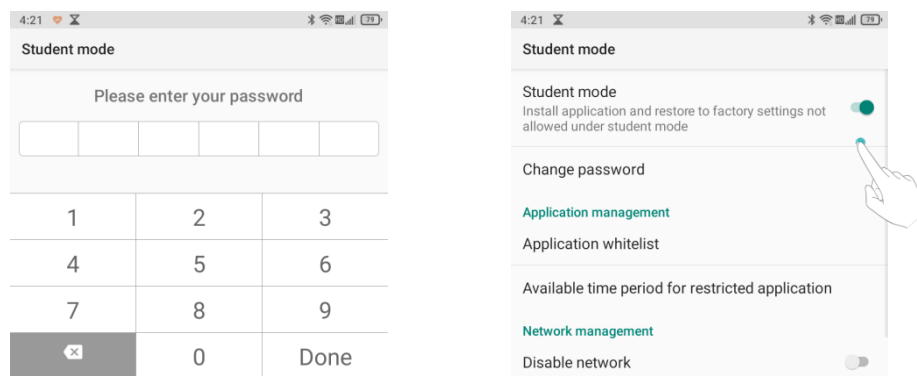 4:21
79
Student mode
Please enter your password
1 2 3
4 5 6
7 8 9
0 Done
4:21
79
Student mode
Student mode
Install application and restore to factory settings not
allowed under student mode
Change password
Application management
Application whitelist
Available time period for restricted application
Network management
Disable network